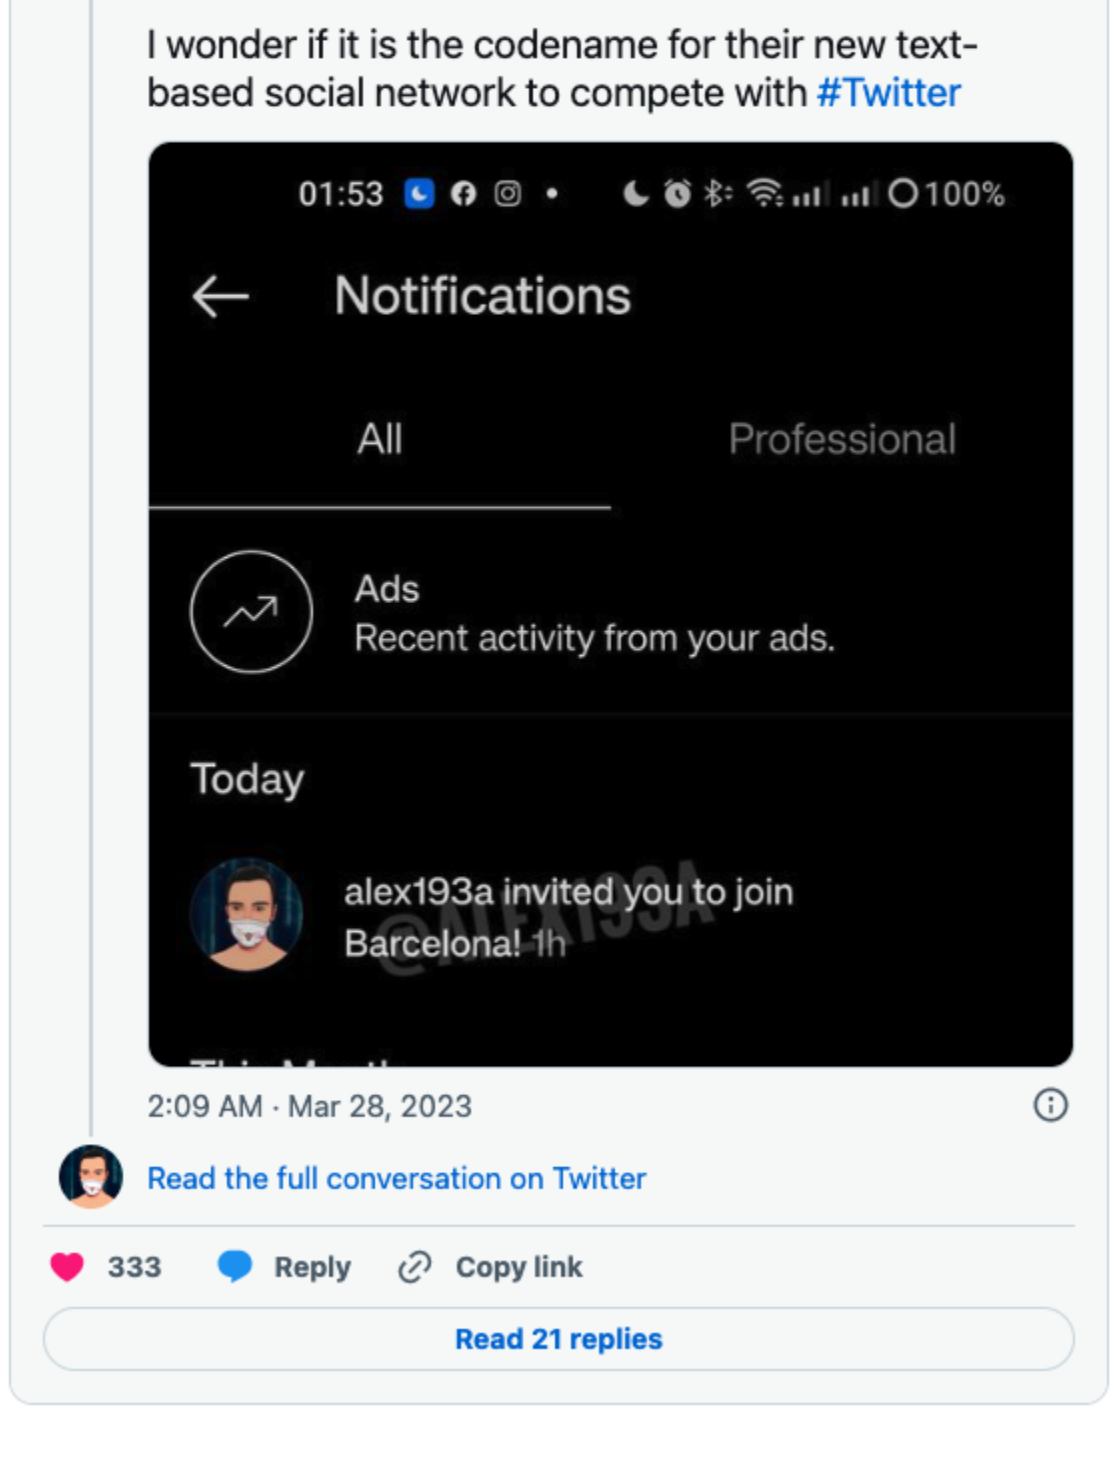 I wonder if it is the codename for their new text-
based social network to compete with #Twitter
01:53 100%
Notifications
All Professional
Ads
Recent activity from your ads.
Today
alex193a invited you to join
Barcelona! 1h
@ALEX193A
2:09 AM · Mar 28, 2023
Read the full conversation on Twitter
333 Reply Copy link
Read 21 replies